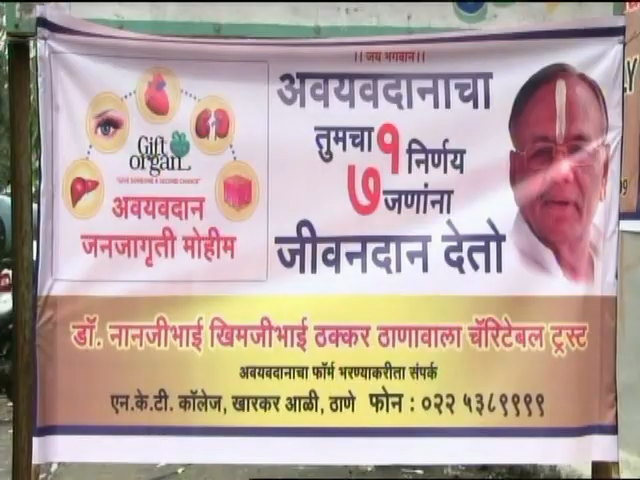 ।। जय भगवान ।।
अवयवदानाचा
तुमचा १ निर्णय
७ जणांना
जीवनदान देतो
Gift
organ
"GIVE SOMEONE A SECOND CHANCE"
अवयवदान
जनजागृती मोहीम
डॉ. नानजीभाई खिमजीभाई ठक्कर ठाणावाला चॅरिटेबल ट्रस्ट
अवयवदानाचा फॉर्म भरण्याकरीता संपर्क
एन.के.टी. कॉलेज, खारकर आळी, ठाणे फोन : ०२२ ५३८९९९९